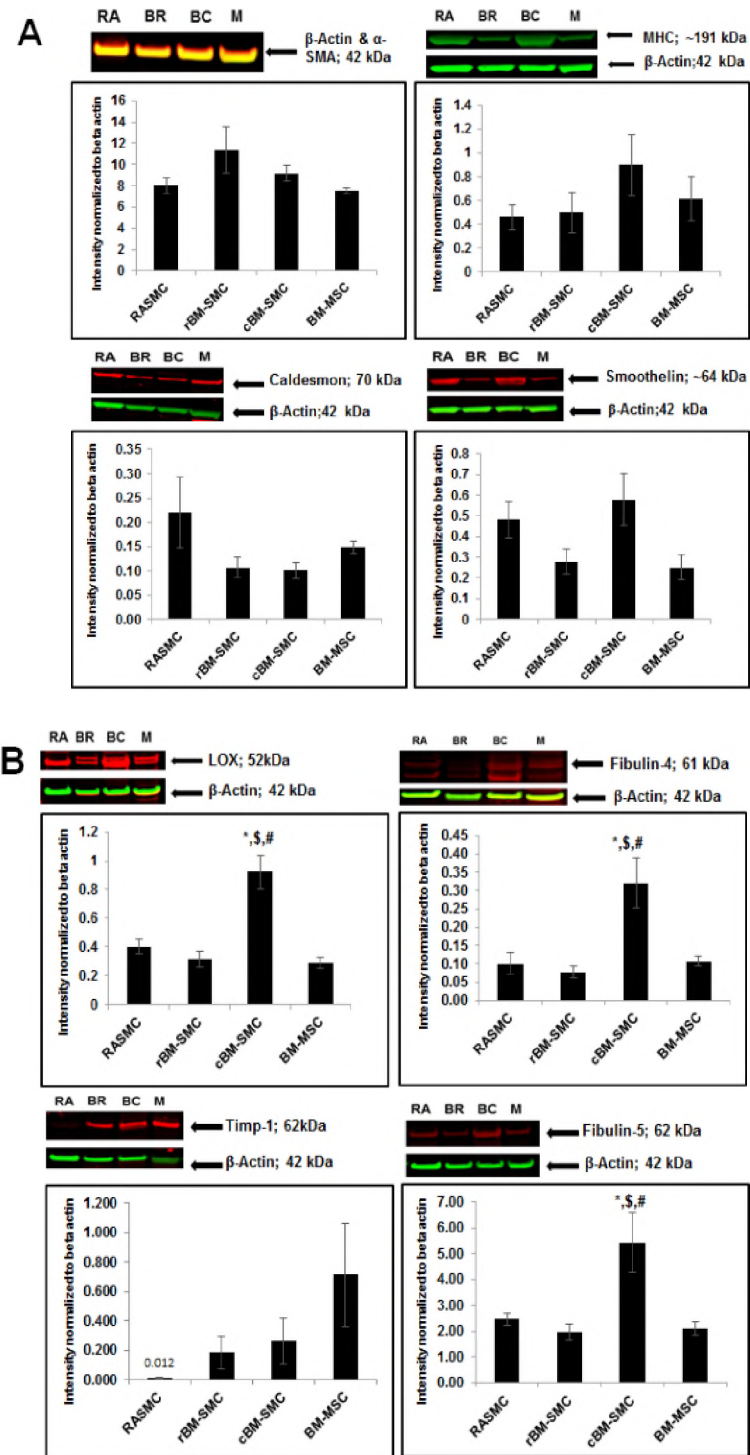 A
RA BR BC M
β-Actin & α-
SMA; 42 kDa
Intensity normalized to beta actin
16
14
12
10
8
6
4
2
0
RASMC
rBM-SMC
cBM-SMC
BM-MSC
RA BR BC M
MHC; ~191 kDa
β-Actin;42 kDa
Intensity normalized to beta actin
1.4
1.2
1
0.8
0.6
0.4
0.2
0
RASMC
rBM-SMC
cBM-SMC
BM-MSC
RA BR BC M
Caldesmon; 70 kDa
β-Actin;42 kDa
Intensity normalized to beta actin
0.35
0.30
0.25
0.20
0.15
0.10
0.05
0.00
RASMC
rBM-SMC
cBM-SMC
BM-MSC
RA BR BC M
Smoothelin; ~64 kDa
β-Actin;42 kDa
Intensity normalized to beta actin
0.8
0.7
0.6
0.5
0.4
0.3
0.2
0.1
0
RASMC
rBM-SMC
cBM-SMC
BM-MSC
B
RA BR BC M
LOX; 52kDa
β-Actin; 42 kDa
Intensity normalized to beta actin
1.2
1
0.8
0.6
0.4
0.2
0
*,$,#
RASMC
rBM-SMC
cBM-SMC
BM-MSC
RA BR BC M
Fibulin-4; 61 kDa
β-Actin; 42 kDa
Intensity normalized to beta actin
0.45
0.40
0.35
0.30
0.25
0.20
0.15
0.10
0.05
0.00
*,$,#
RASMC
rBM-SMC
cBM-SMC
BM-MSC
RA BR BC M
Timp-1; 62kDa
β-Actin; 42 kDa
Intensity normalized to beta actin
1.200
1.000
0.800
0.600
0.400
0.200
0.000
0.012
RASMC
rBM-SMC
cBM-SMC
BM-MSC
RA BR BC M
Fibulin-5; 62 kDa
β-Actin; 42 kDa
Intensity normalized to beta actin
7.00
6.00
5.00
4.00
3.00
2.00
1.00
0.00
*,$,#
RASMC
rBM-SMC
cBM-SMC
BM-MSC